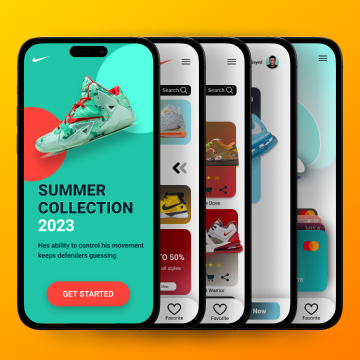 SUMMER
COLLECTION
2023
Hes ability to control his movement
keeps defenders guessing
GET STARTED
Search
TO 50%
all styles
Now
Favorite
Search
Dove
Warrior
Favorite
Now
Favorite